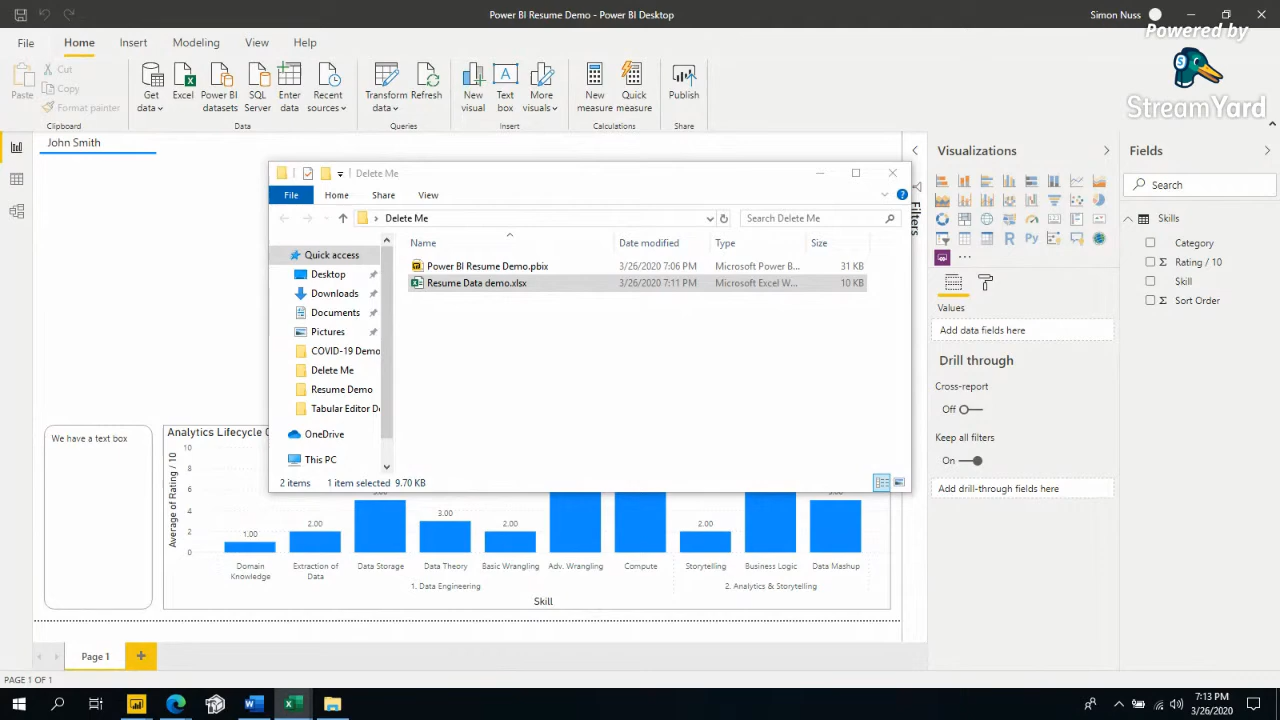 Power BI Resume Demo - Power BI Desktop
Simon Nuss
Powered by
StreamYard
File
Home
Insert
Modeling
View
Help
Paste
Cut
Copy
Format painter
Get data
Excel
Power BI datasets
SQL Server
Enter data
Recent sources
Transform data
Refresh
New visual
Text box
More visuals
New measure
Quick measure
Publish
Clipboard
Data
Queries
Insert
Calculations
Share
John Smith
Delete Me
File
Home
Share
View
Delete Me
Search Delete Me
Quick access
Desktop
Downloads
Documents
Pictures
COVID-19 Demo
Delete Me
Resume Demo
Tabular Editor D
OneDrive
This PC
Name
Date modified
Type
Size
Power BI Resume Demo.pbix
3/26/2020 7:06 PM
Microsoft Power B...
31 KB
Resume Data demo.xlsx
3/26/2020 7:11 PM
Microsoft Excel W...
10 KB
2 items
1 item selected
9.70 KB
Filters
Visualizations
R
Py
Values
Add data fields here
Drill through
Cross-report
Off
Keep all filters
On
Add drill-through fields here
Fields
Search
Skills
Category
Rating / 10
Skill
Sort Order
We have a text box
Analytics Lifecycle
Average of Rating / 10
10
8
6
4
2
0
1.00
2.00
3.00
2.00
2.00
Domain Knowledge
Extraction of Data
Data Storage
Data Theory
Basic Wrangling
Adv. Wrangling
Compute
Storytelling
Business Logic
Data Mashup
1. Data Engineering
2. Analytics & Storytelling
Skill
Page 1
PAGE 1 OF 1
7:13 PM
3/26/2020